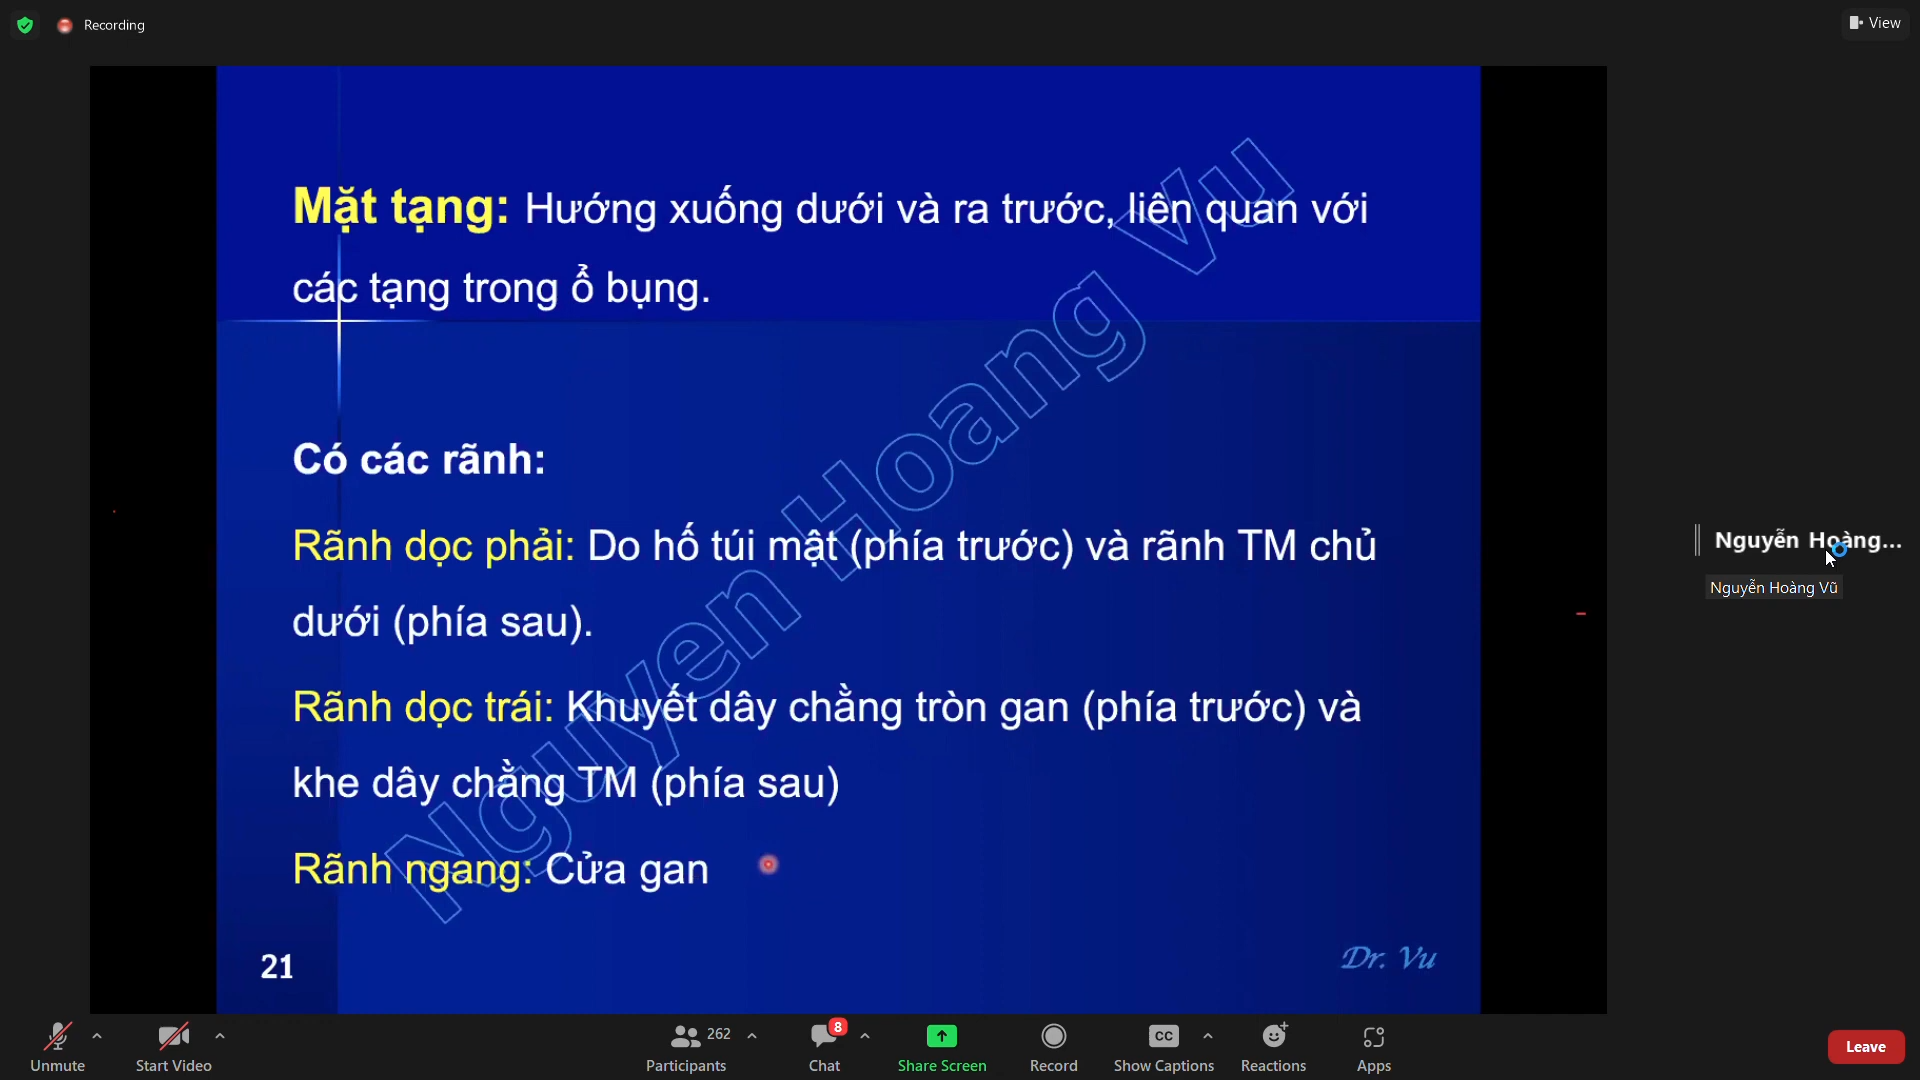 Recording
View
Mặt tạng: Hướng xuống dưới và ra trước, liên quan với
các tạng trong ổ bụng.
Có các rãnh:
Rãnh dọc phải: Do hố túi mật (phía trước) và rãnh TM chủ
dưới (phía sau).
Rãnh dọc trái: Khuyết dây chằng tròn gan (phía trước) và
khe dây chằng TM (phía sau)
Rãnh ngang: Cửa gan
Nguyen Hoang Vu
21
Dr. Vu
Nguyễn Hoàng...
Nguyễn Hoàng Vũ
Unmute
Start Video
262
Participants
8
Chat
Share Screen
Record
CC
Show Captions
Reactions
Apps
Leave